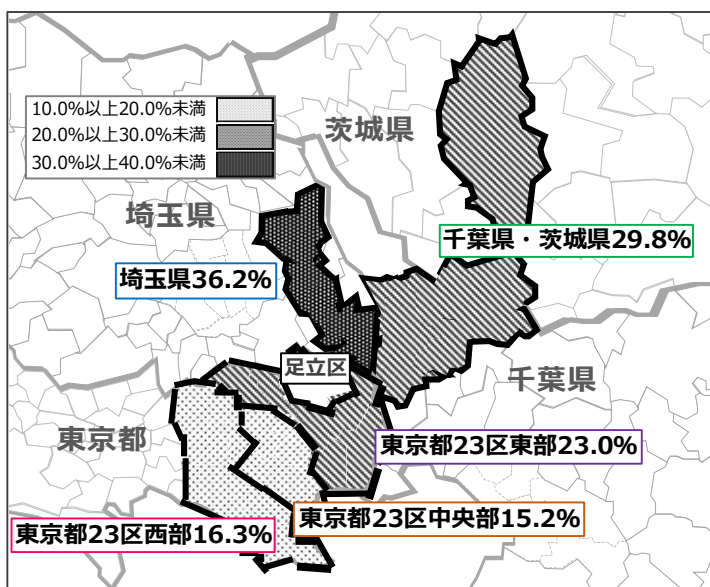 10.0%以上20.0%未満
20.0%以上30.0%未満
30.0%以上40.0%未満
茨城県
埼玉県
千葉県・茨城県29.8%
埼玉県36.2%
足立区
千葉県
東京都
東京都23区東部23.0%
東京都23区中央部15.2%
東京都23区西部16.3%